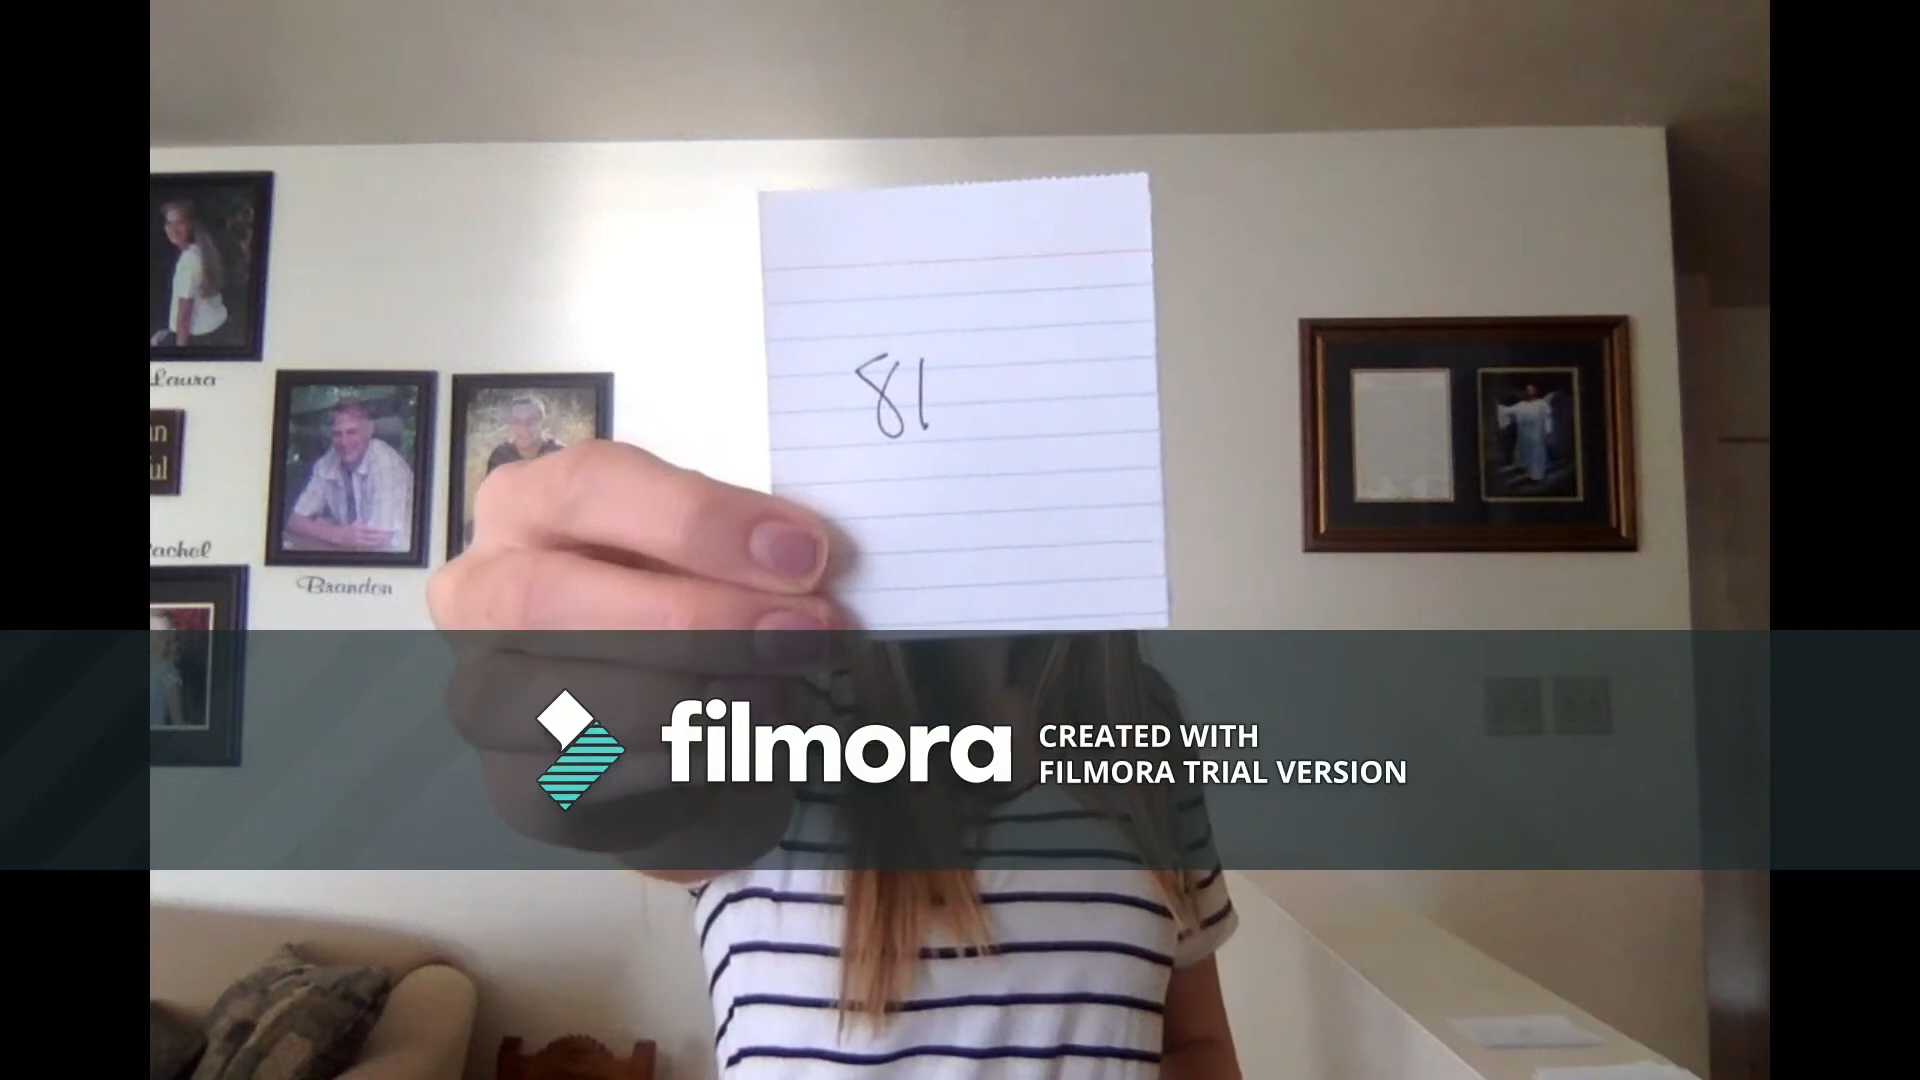 Laura
81
Brandon
filmora
CREATED WITH
FILMORA TRIAL VERSION